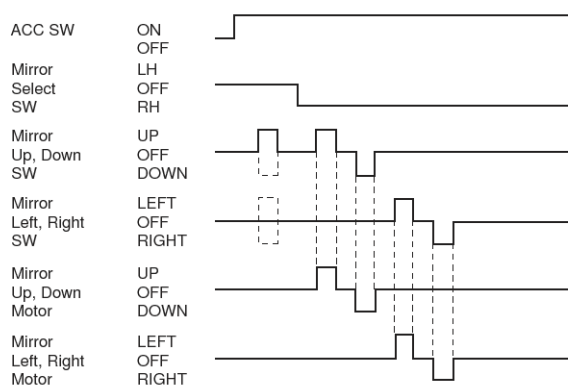 ACC SW ON
OFF
Mirror LH
Select OFF
SW RH
Mirror UP
Up, Down OFF
SW DOWN
Mirror LEFT
Left, Right OFF
SW RIGHT
Mirror UP
Up, Down OFF
Motor DOWN
Mirror LEFT
Left, Right OFF
Motor RIGHT